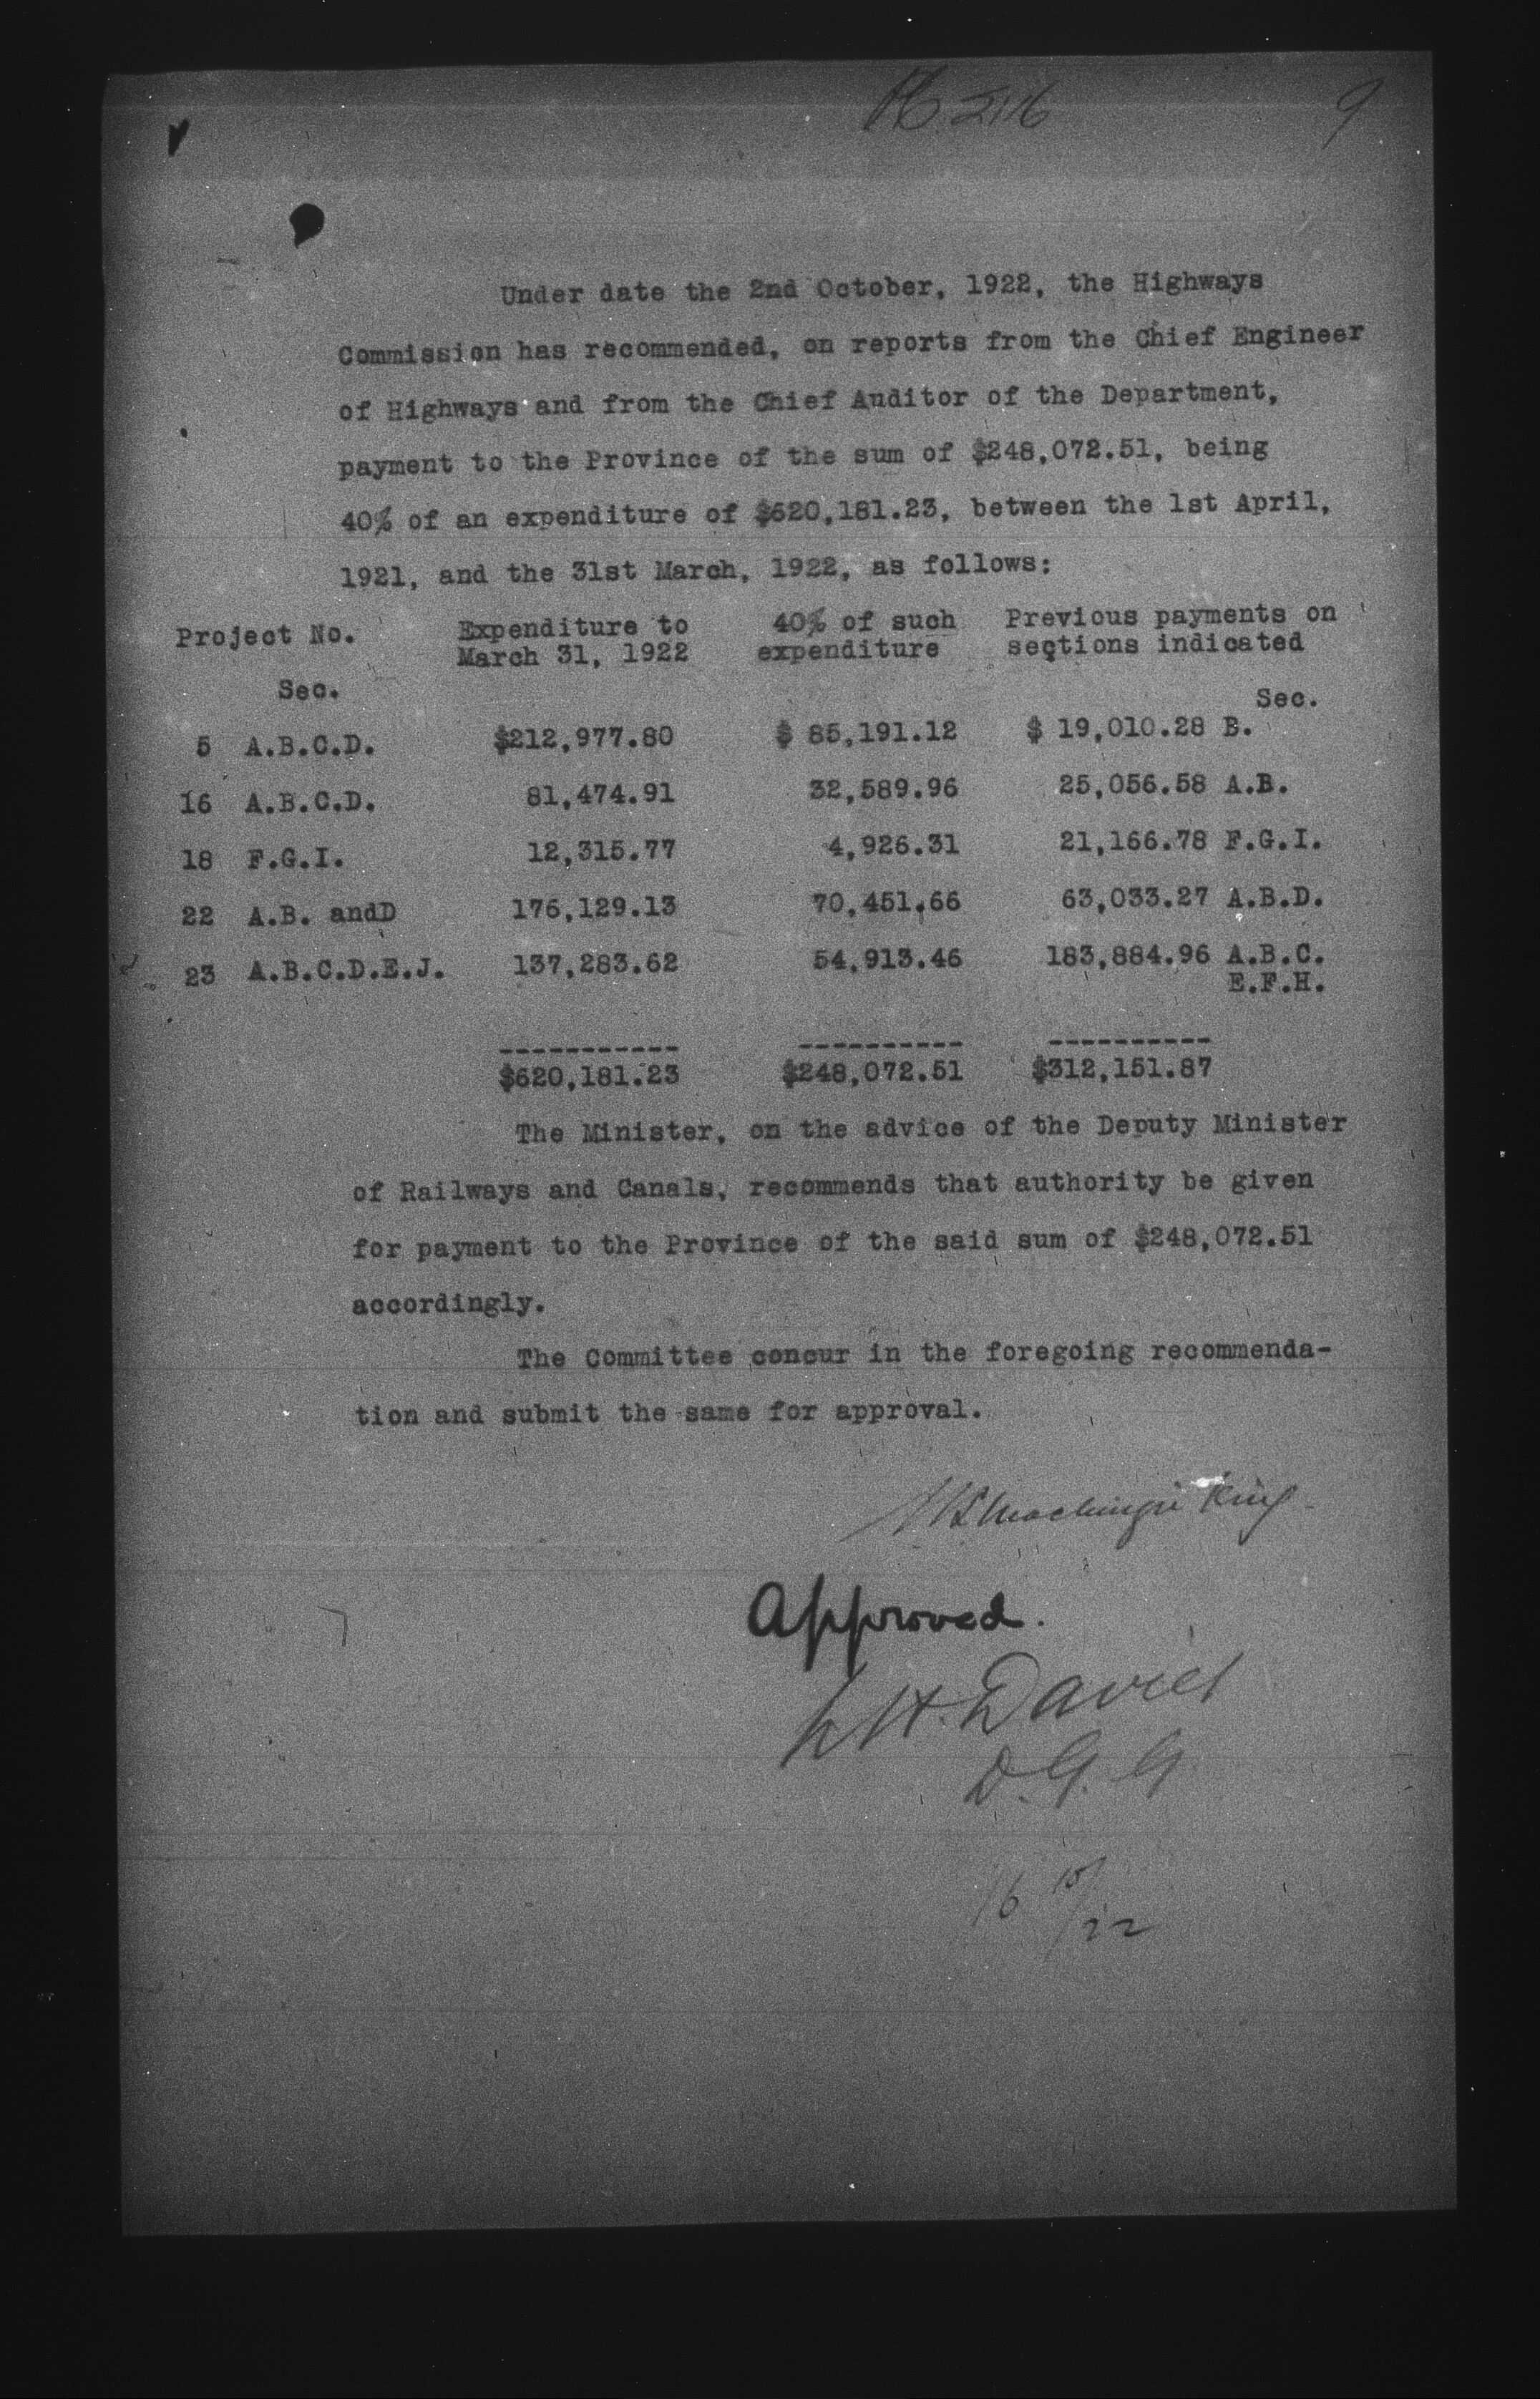 PC 2116 9
Under date the 2nd October, 1922, the Highways
Commission has recommended, on reports from the Chief Engineer
of Highways and from the Chief Auditor of the Department,
payment to the Province of the sum of $248,072.51, being
40% of an expenditure of $620,181.23, between the 1st April,
1921, and the 31st March, 1922, as follows:
Project No. Expenditure to 40% of such Previous payments on
March 31, 1922 expenditure sections indicated
Sec. Sec.
5 A.B.C.D. $212,977.80 $ 85,191.12 $ 19,010.28 B.
16 A.B.C.D. 81,474.91 32,589.96 25,056.58 A.B.
18 F.G.I. 12,315.77 4,926.31 21,166.78 F.G.I.
22 A.B. andD 176,129.13 70,451.66 63,033.27 A.B.D.
23 A.B.C.D.E.J. 137,283.62 54,913.46 183,884.96 A.B.C.
E.F.H.
----------- ---------- ----------
$620,181.23 $248,072.51 $312,151.87
The Minister, on the advice of the Deputy Minister
of Railways and Canals, recommends that authority be given
for payment to the Province of the said sum of $248,072.51
accordingly.
The Committee concur in the foregoing recommenda-
tion and submit the same for approval.
W L Mackenzie King
Approved.
L H. Davies
D. G. G.
16 10/22